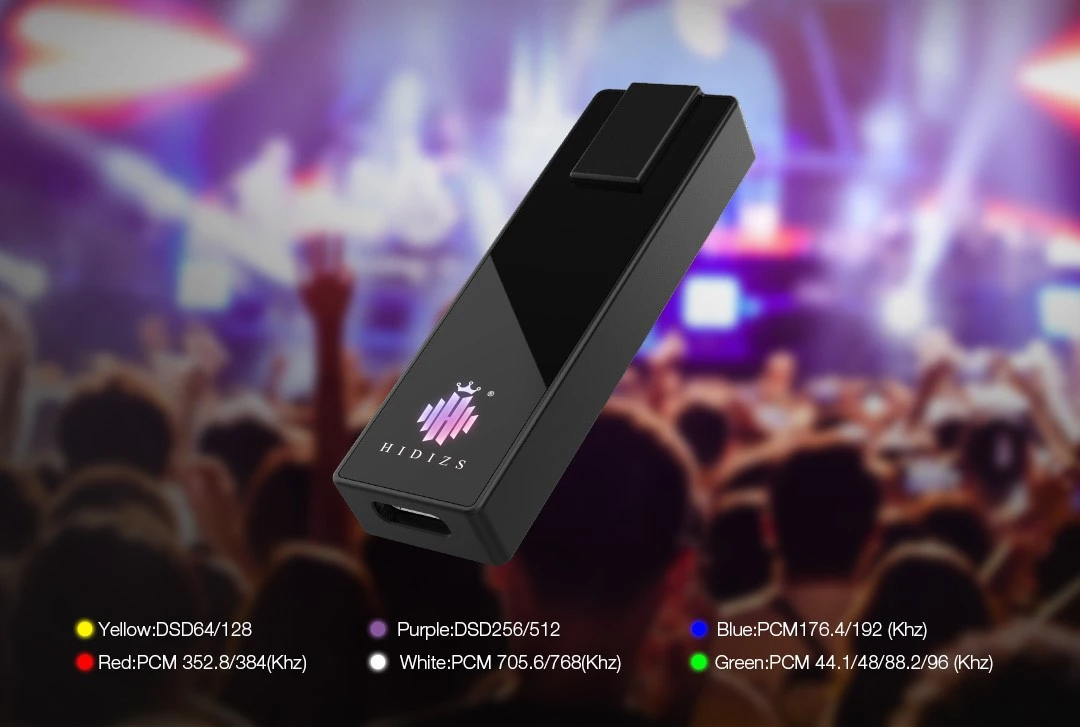 ®
HIDIZS
Yellow:DSD64/128
Purple:DSD256/512
Blue:PCM176.4/192 (Khz)
Red:PCM 352.8/384(Khz)
White:PCM 705.6/768(Khz)
Green:PCM 44.1/48/88.2/96 (Khz)